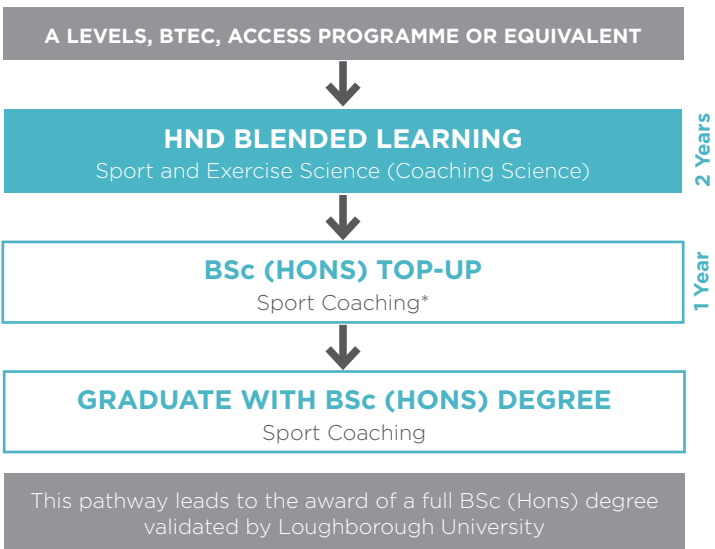 A LEVELS, BTEC, ACCESS PROGRAMME OR EQUIVALENT
HND BLENDED LEARNING
Sport and Exercise Science (Coaching Science)
2 Years
BSc (HONS) TOP-UP
Sport Coaching*
1 Year
GRADUATE WITH BSc (HONS) DEGREE
Sport Coaching
This pathway leads to the award of a full BSc (Hons) degree
validated by Loughborough University